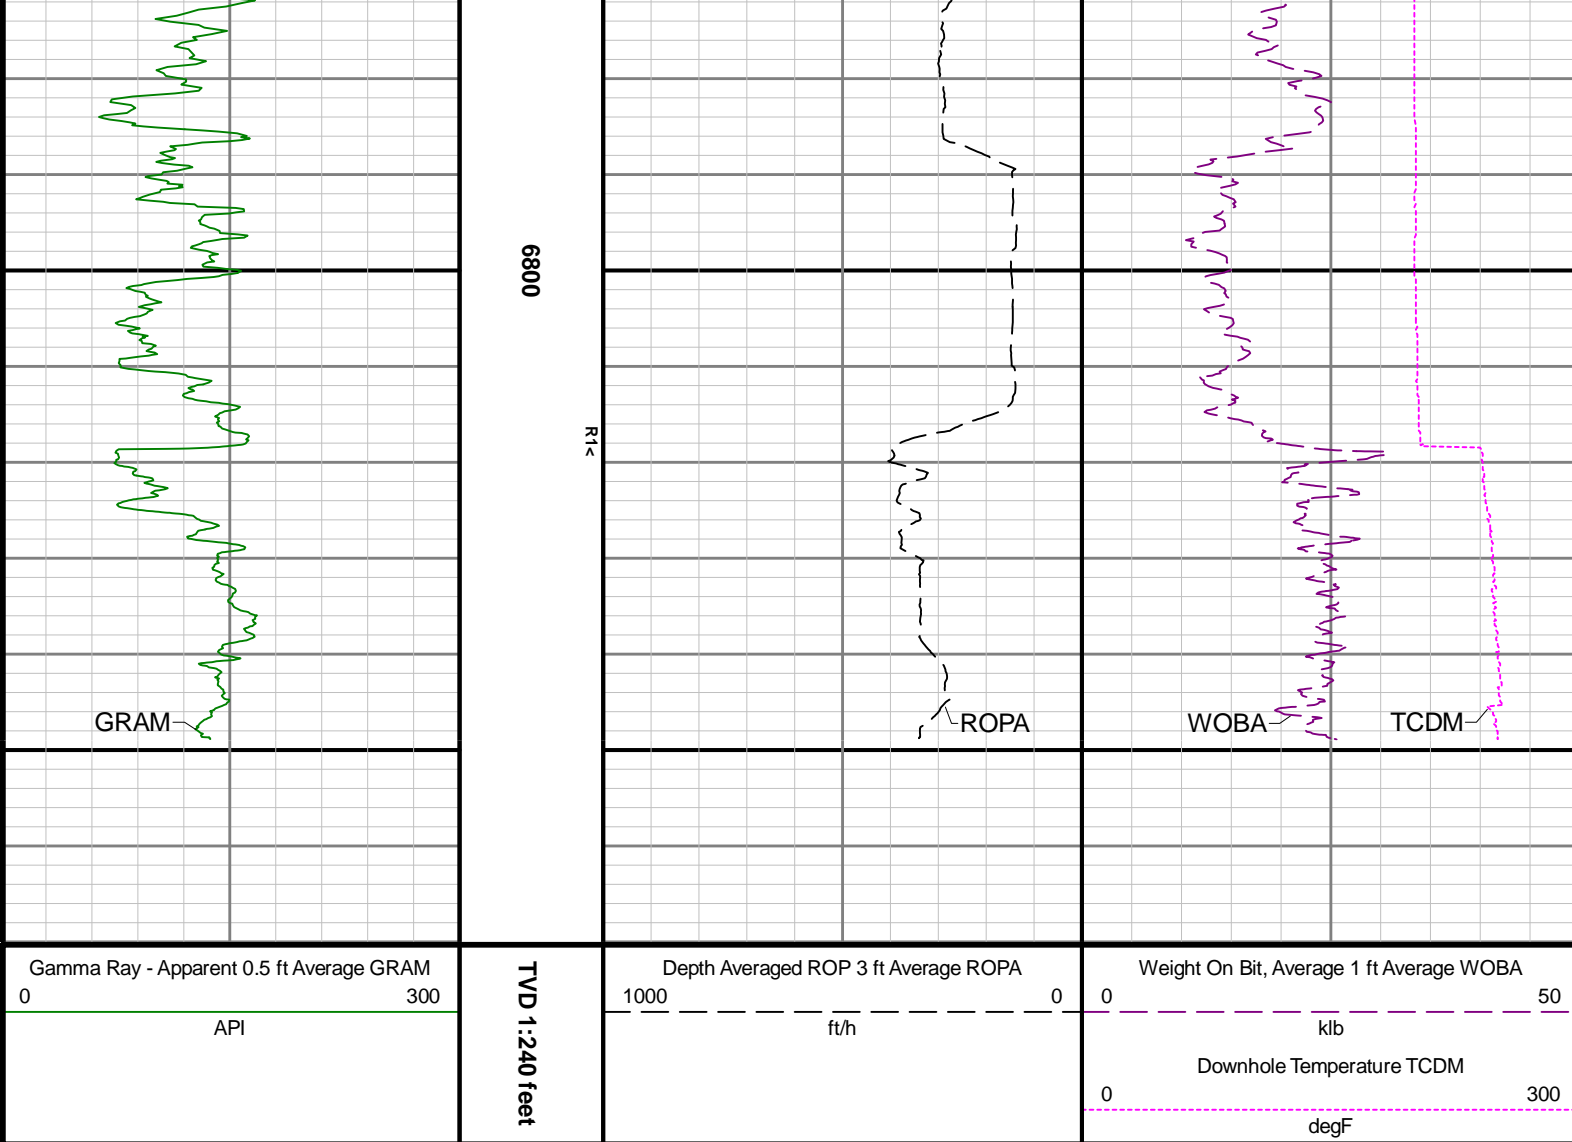 6800
R1<
GRAM
ROPA
WOBA
TCDM
Gamma Ray - Apparent 0.5 ft Average GRAM
0 300
API
TVD 1:240 feet
Depth Averaged ROP 3 ft Average ROPA
1000 0
ft/h
Weight On Bit, Average 1 ft Average WOBA
0 50
klb
Downhole Temperature TCDM
0 300
degF